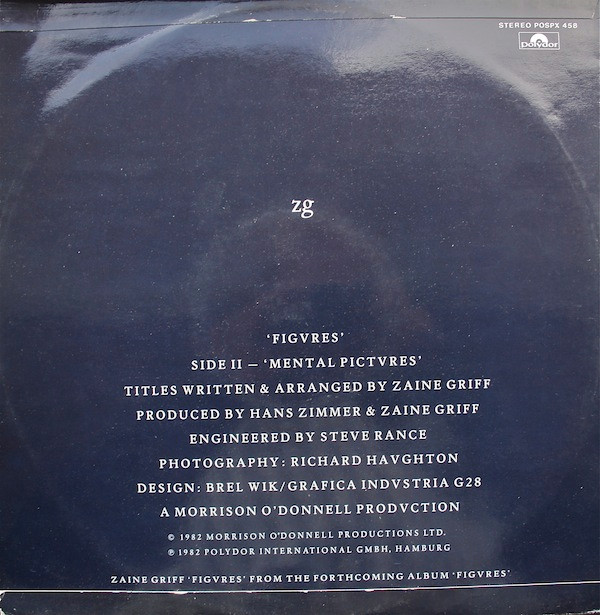 STEREO POSPX 458
polydor
zg
‘FIGVRES’
SIDE II – ‘MENTAL PICTVRES’
TITLES WRITTEN & ARRANGED BY ZAINE GRIFF
PRODUCED BY HANS ZIMMER & ZAINE GRIFF
ENGINEERED BY STEVE RANCE
PHOTOGRAPHY: RICHARD HAVGHTON
DESIGN: BREL WIK/GRAFICA INDVSTRIA G28
A MORRISON O’DONNELL PRODVCTION
© 1982 MORRISON O’DONNELL PRODUCTIONS LTD.
℗ 1982 POLYDOR INTERNATIONAL GMBH, HAMBURG
ZAINE GRIFF ‘FIGVRES’ FROM THE FORTHCOMING ALBUM ‘FIGVRES’